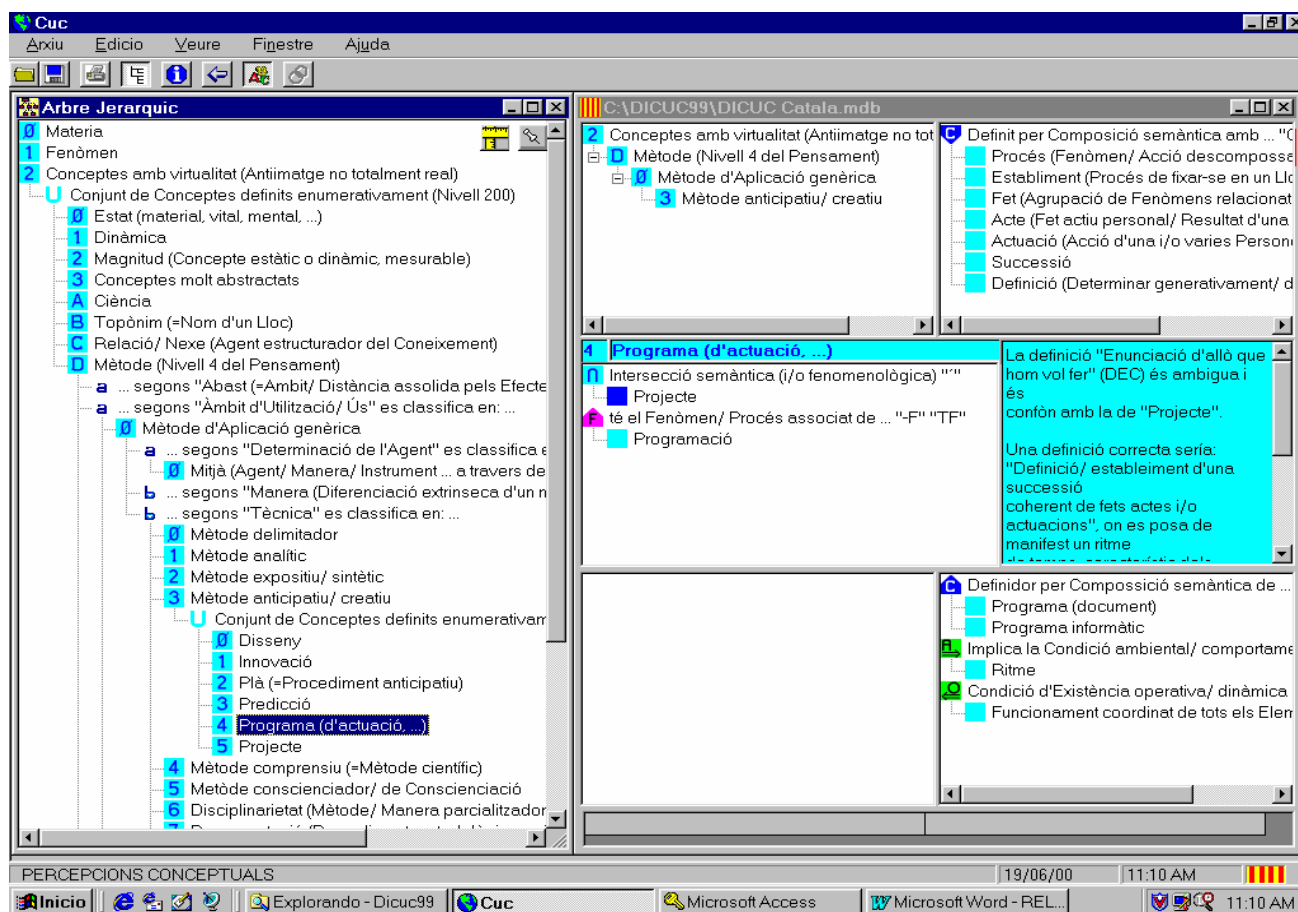 Cuc
Arxiu Edicio Veure Finestre Ajuda
Arbre Jerarquic
Ø Materia
1 Fenòmen
2 Conceptes amb virtualitat (Antiimatge no totalment real)
U Conjunt de Conceptes definits enumerativament (Nivell 200)
Ø Estat (material, vital, mental, ...)
1 Dinàmica
2 Magnitud (Concepte estàtic o dinàmic, mesurable)
3 Conceptes molt abstractats
A Ciència
B Topònim (=Nom d'un Lloc)
C Relació/ Nexe (Agent estructurador del Coneixement)
D Mètode (Nivell 4 del Pensament)
a ... segons "Abast (=Ambit/ Distància assolida pels Efecte
a ... segons "Àmbit d'Utilització/ Ús" es classifica en: ...
Ø Mètode d'Aplicació genèrica
a ... segons "Determinació de l'Agent" es classifica e
Ø Mitjà (Agent/ Manera/ Instrument ... a travers de
b ... segons "Manera (Diferenciació extrinseca d'un n
b ... segons "Tècnica" es classifica en: ...
Ø Mètode delimitador
1 Mètode analític
2 Mètode expositiu/ sintètic
3 Mètode anticipatiu/ creatiu
U Conjunt de Conceptes definits enumerativam
Ø Disseny
1 Innovació
2 Plà (=Procediment anticipatiu)
3 Predicció
4 Programa (d'actuació, ...)
5 Projecte
4 Mètode comprensiu (=Mètode científic)
5 Metòde conscienciador/ de Conscienciació
6 Disciplinarietat (Mètode/ Manera parcialitzador
C:\DICUC99\DICUC Catala.mdb
2 Conceptes amb virtualitat (Antiimatge no tot
D Mètode (Nivell 4 del Pensament)
Ø Mètode d'Aplicació genèrica
3 Mètode anticipatiu/ creatiu
C Definit per Composició semàntica amb ... "C
Procés (Fenòmen/ Acció descompossa
Establiment (Procés de fixar-se en un Llo
Fet (Agrupació de Fenòmens relacionat
Acte (Fet actiu personal/ Resultat d'una
Actuació (Acció d'una i/o varies Person
Successió
Definició (Determinar generativament/ d
4 Programa (d'actuació, ...)
∩ Intersecció semàntica (i/o fenomenològica) "´"
Projecte
F té el Fenòmen/ Procés associat de ... "-F" "TF"
Programació
La definició "Enunciació d'allò que
hom vol fer" (DEC) és ambigua i
és
confòn amb la de "Projecte".
Una definició correcta sería:
"Definició/ estableiment d'una
successió
coherent de fets actes i/o
actuacions", on es posa de
manifest un ritme
C Definidor per Compossició semàntica de ...
Programa (document)
Programa informàtic
Implica la Condició ambiental/ comportame
Ritme
Condició d'Existència operativa/ dinàmica
Funcionament coordinat de tots els Elem
PERCEPCIONS CONCEPTUALS 19/06/00 11:10 AM
Inicio Explorando - Dicuc99 Cuc Microsoft Access Microsoft Word - REL... 11:10 AM